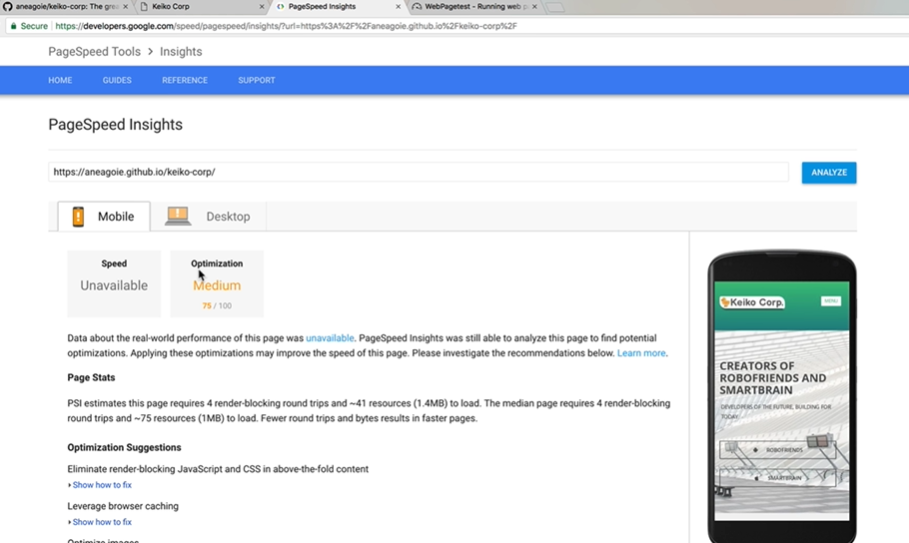 aneagoie/keiko-corp: The gre
Keiko Corp
PageSpeed Insights
WebPagetest - Running web p
Secure https://developers.google.com/speed/pagespeed/insights/?url=https%3A%2F%2Faneagoie.github.io%2Fkeiko-corp%2F
PageSpeed Tools > Insights
HOME GUIDES REFERENCE SUPPORT
PageSpeed Insights
https://aneagoie.github.io/keiko-corp/
ANALYZE
Mobile
Desktop
Speed
Unavailable
Optimization
Medium
75 / 100
Data about the real-world performance of this page was unavailable. PageSpeed Insights was still able to analyze this page to find potential
optimizations. Applying these optimizations may improve the speed of this page. Please investigate the recommendations below. Learn more.
Page Stats
PSI estimates this page requires 4 render-blocking round trips and ~41 resources (1.4MB) to load. The median page requires 4 render-blocking
round trips and ~75 resources (1MB) to load. Fewer round trips and bytes results in faster pages.
Optimization Suggestions
Eliminate render-blocking JavaScript and CSS in above-the-fold content
Show how to fix
Leverage browser caching
Show how to fix
Optimize images
Keiko Corp.
MENU
CREATORS OF
ROBOFRIENDS AND
SMARTBRAIN
DEVELOPERS OF THE FUTURE, BUILDING FOR
TODAY.
ROBOFRIENDS
SMARTBRAIN